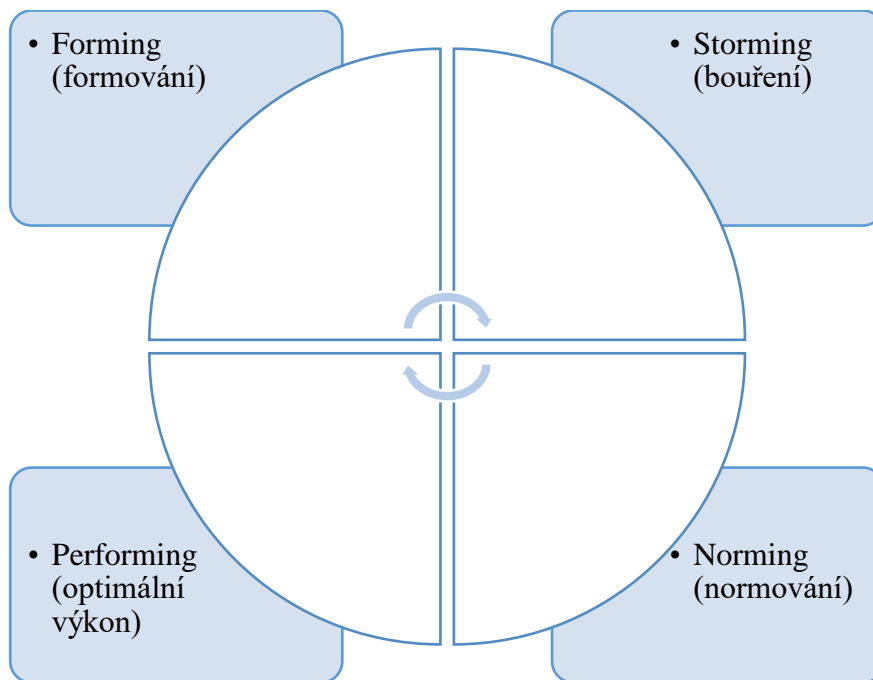 • Forming
(formování)
• Storming
(bouření)
• Performing
(optimální
výkon)
• Norming
(normování)